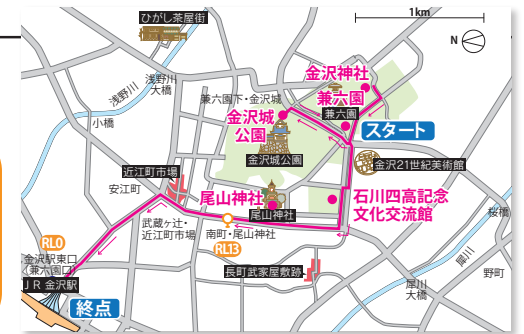 ひがし茶屋街
1km
N
浅野川
大橋
浅野川
小橋
兼六園下・金沢城
金沢神社
兼六園
兼六園
金沢城
公園
スタート
金沢城公園
金沢21世紀美術館
近江町市場
安江町
尾山神社
尾山神社
石川四高記念
文化交流館
武蔵ヶ辻・
近江町市場
南町・尾山神社
RL13
桜橋
犀川
野町
犀川
大橋
長町武家屋敷跡
RL0
金沢駅東口
(兼六園口)
JR 金沢駅
終点